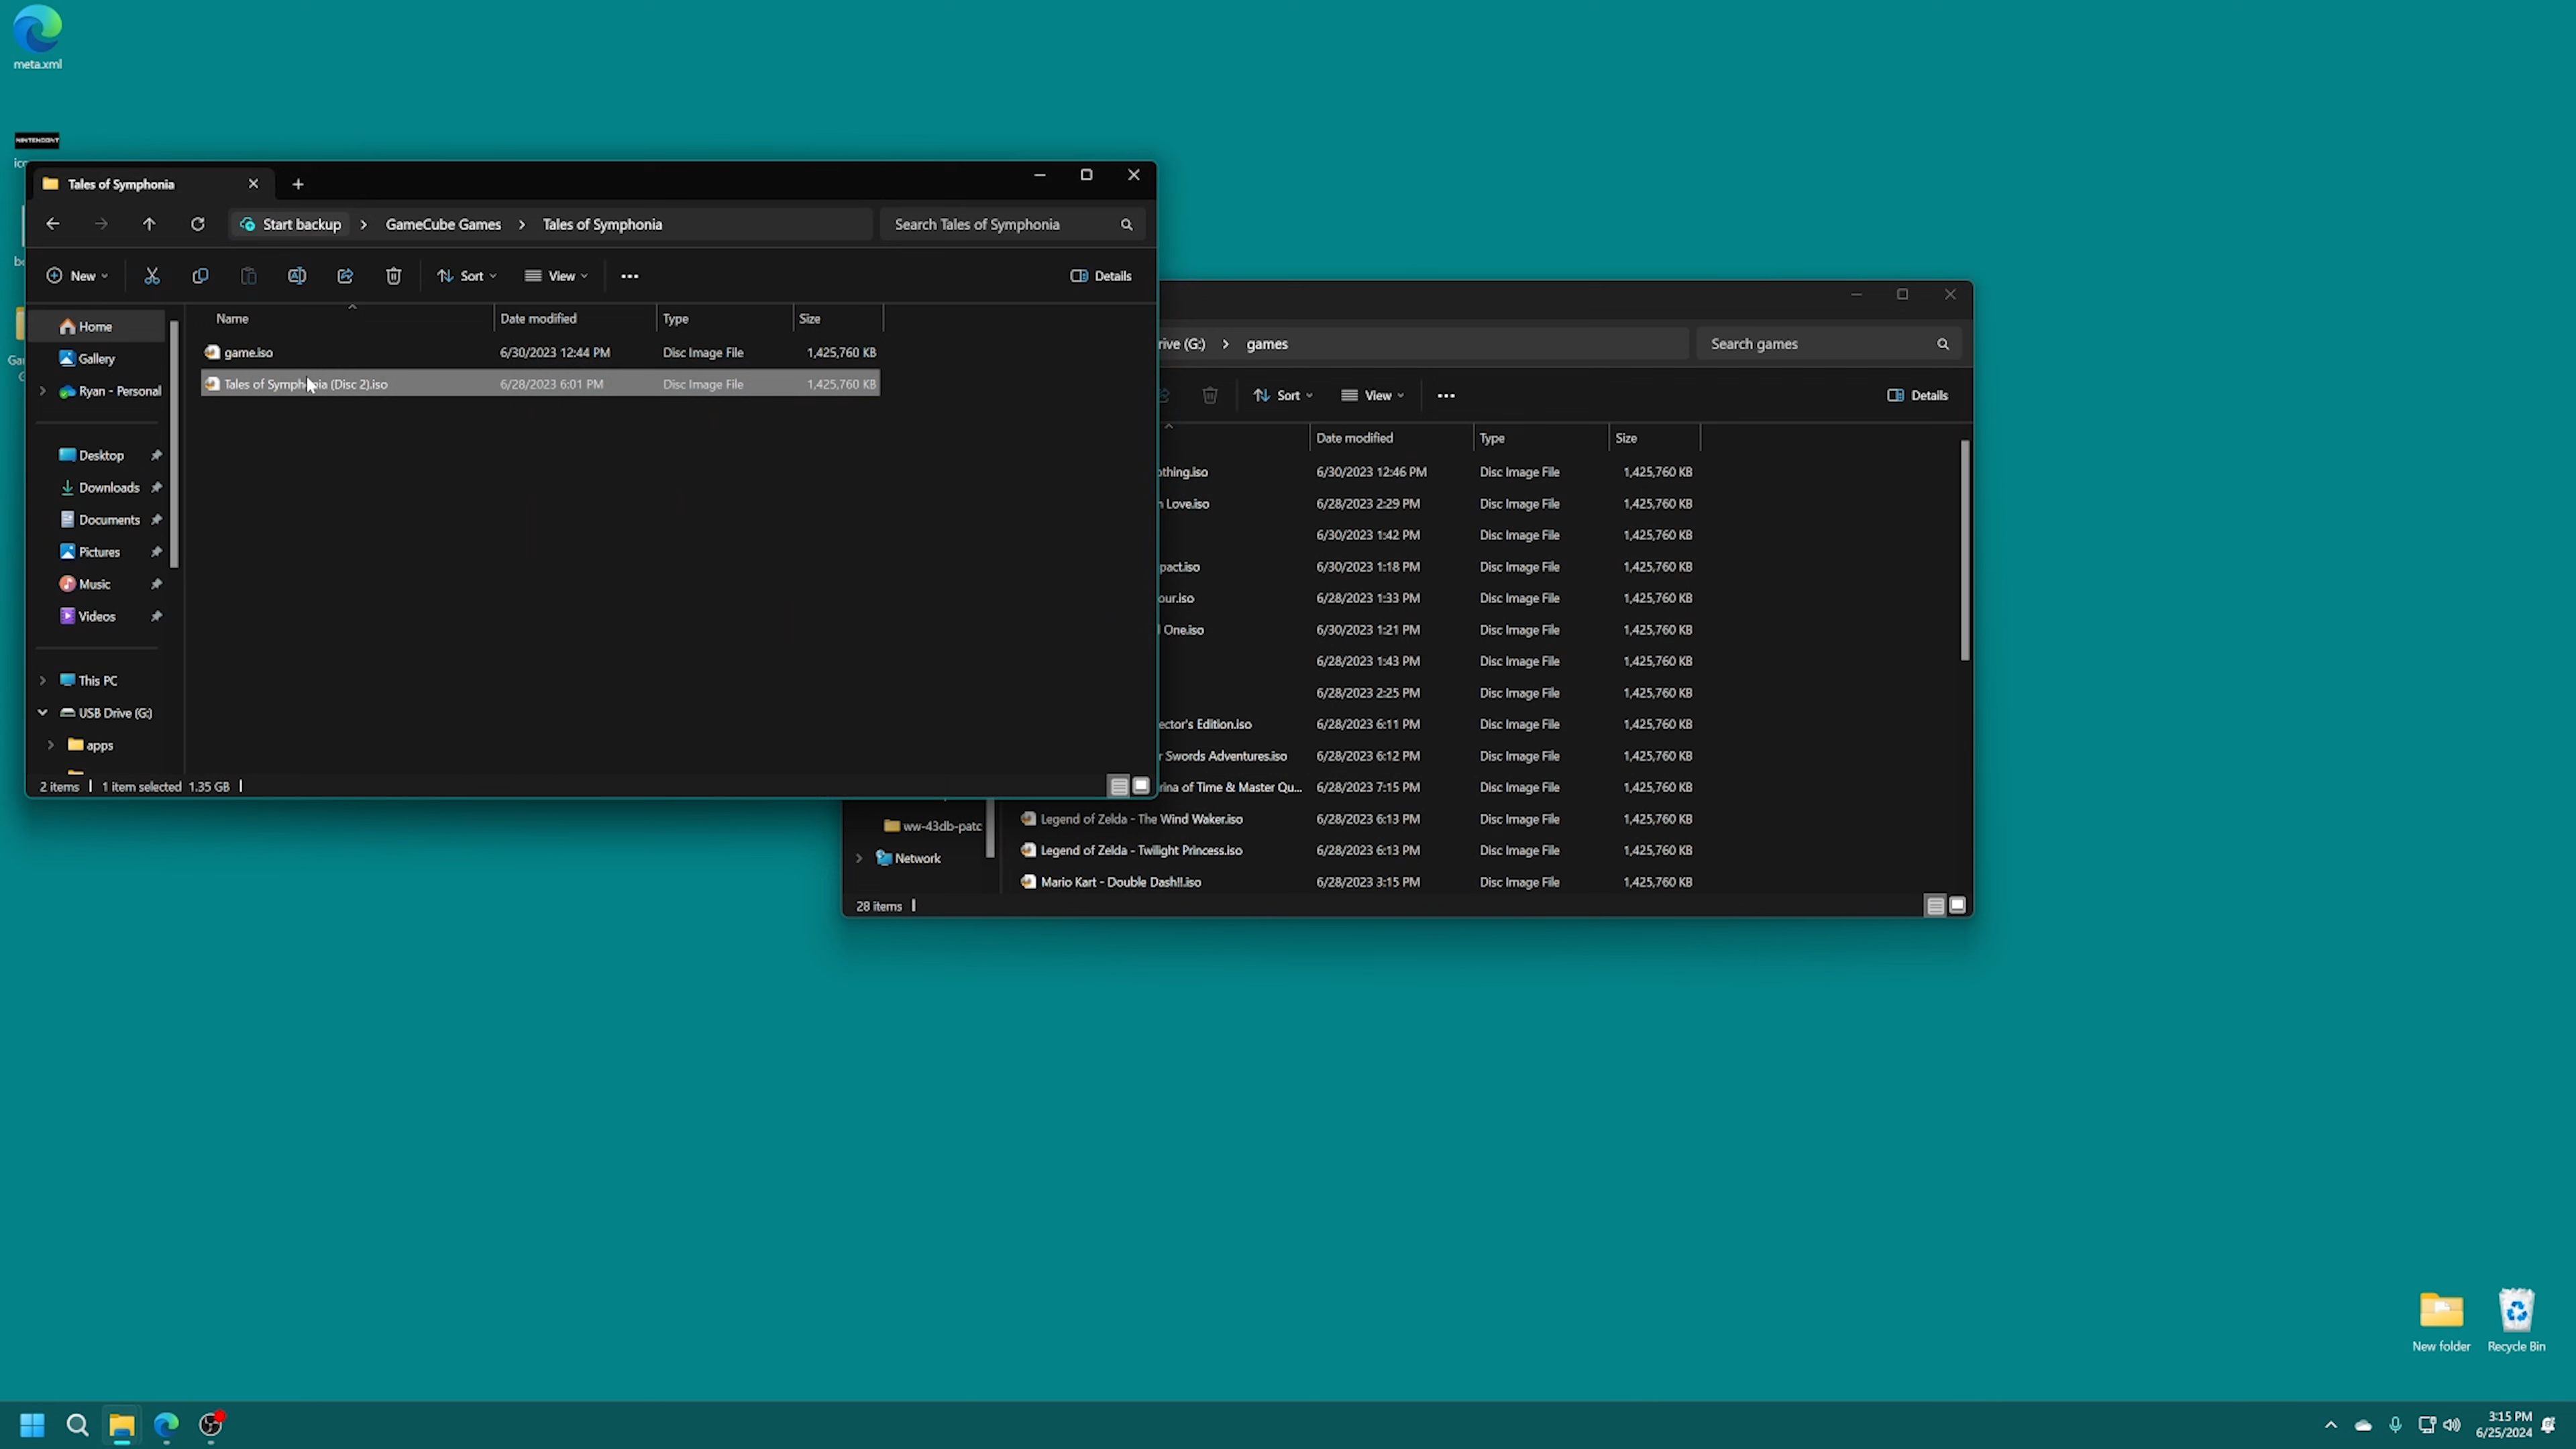 meta.xml
NINTENDONT
Tales of Symphonia
Start backup > GameCube Games > Tales of Symphonia
Search Tales of Symphonia
New
Sort
View
Details
Name Date modified Type Size
game.iso 6/30/2023 12:44 PM Disc Image File 1,425,760 KB
Tales of Symphonia (Disc 2).iso 6/28/2023 6:01 PM Disc Image File 1,425,760 KB
Home
Gallery
Ryan - Personal
Desktop
Downloads
Documents
Pictures
Music
Videos
This PC
USB Drive (G:)
apps
2 items 1 item selected 1.35 GB
rive (G:) > games
Search games
Sort
View
Details
Date modified Type Size
othing.iso 6/30/2023 12:46 PM Disc Image File 1,425,760 KB
n Love.iso 6/28/2023 2:29 PM Disc Image File 1,425,760 KB
6/30/2023 1:42 PM Disc Image File 1,425,760 KB
pact.iso 6/30/2023 1:18 PM Disc Image File 1,425,760 KB
our.iso 6/28/2023 1:33 PM Disc Image File 1,425,760 KB
l One.iso 6/30/2023 1:21 PM Disc Image File 1,425,760 KB
6/28/2023 1:43 PM Disc Image File 1,425,760 KB
6/28/2023 2:25 PM Disc Image File 1,425,760 KB
ector's Edition.iso 6/28/2023 6:11 PM Disc Image File 1,425,760 KB
r Swords Adventures.iso 6/28/2023 6:12 PM Disc Image File 1,425,760 KB
rina of Time & Master Qu... 6/28/2023 7:15 PM Disc Image File 1,425,760 KB
Legend of Zelda - The Wind Waker.iso 6/28/2023 6:13 PM Disc Image File 1,425,760 KB
Legend of Zelda - Twilight Princess.iso 6/28/2023 6:13 PM Disc Image File 1,425,760 KB
Mario Kart - Double Dash!!.iso 6/28/2023 3:15 PM Disc Image File 1,425,760 KB
ww-43db-patc
Network
28 items
New folder
Recycle Bin
3:15 PM
6/25/2024